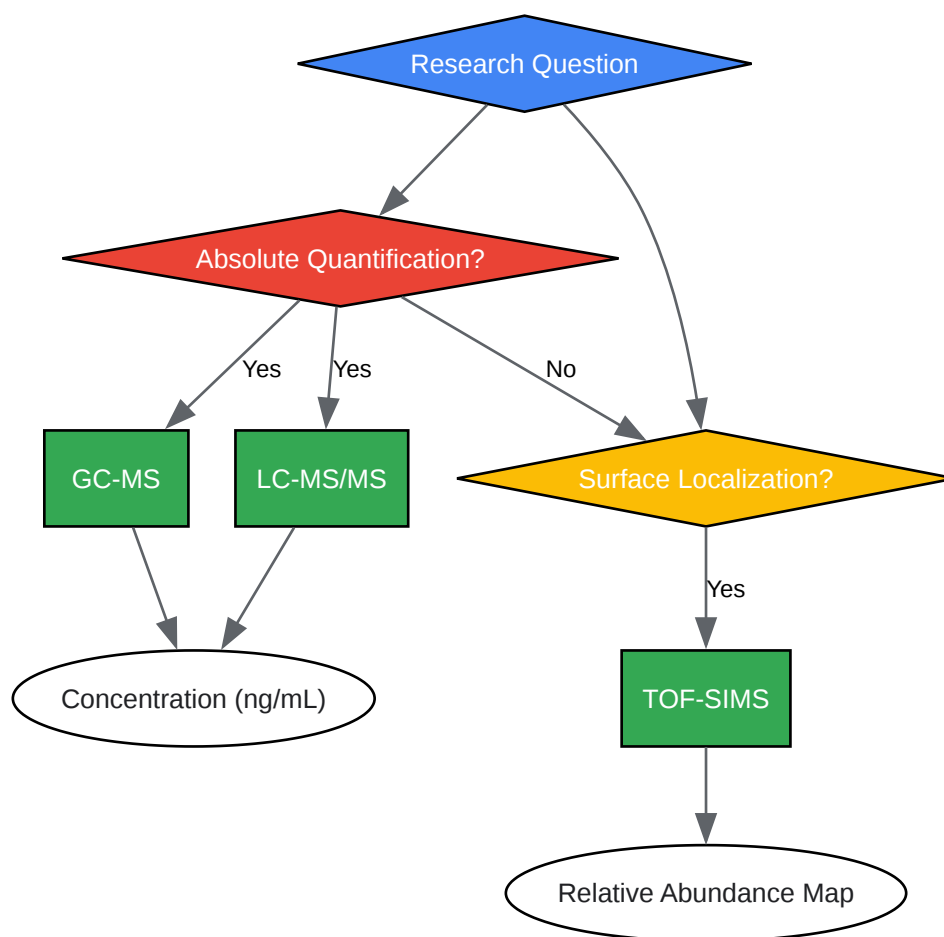 Research Question
Absolute Quantification?
Yes
Yes
No
GC-MS
LC-MS/MS
Surface Localization?
Yes
Concentration (ng/mL)
TOF-SIMS
Relative Abundance Map